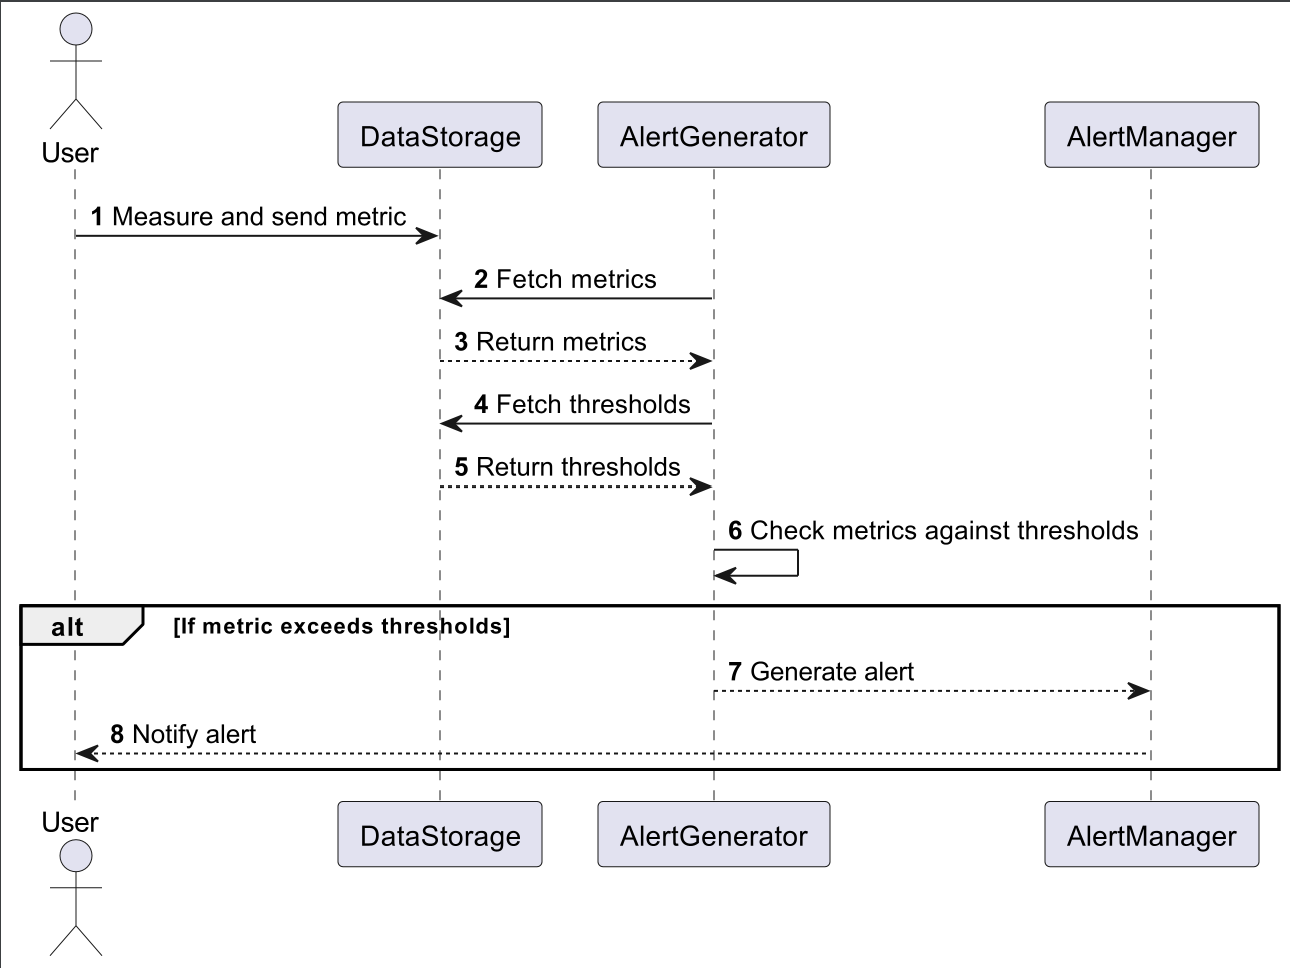 User
DataStorage
AlertGenerator
AlertManager
1 Measure and send metric
2 Fetch metrics
3 Return metrics
4 Fetch thresholds
5 Return thresholds
6 Check metrics against thresholds
alt
[If metric exceeds thresholds]
7 Generate alert
8 Notify alert
User
DataStorage
AlertGenerator
AlertManager